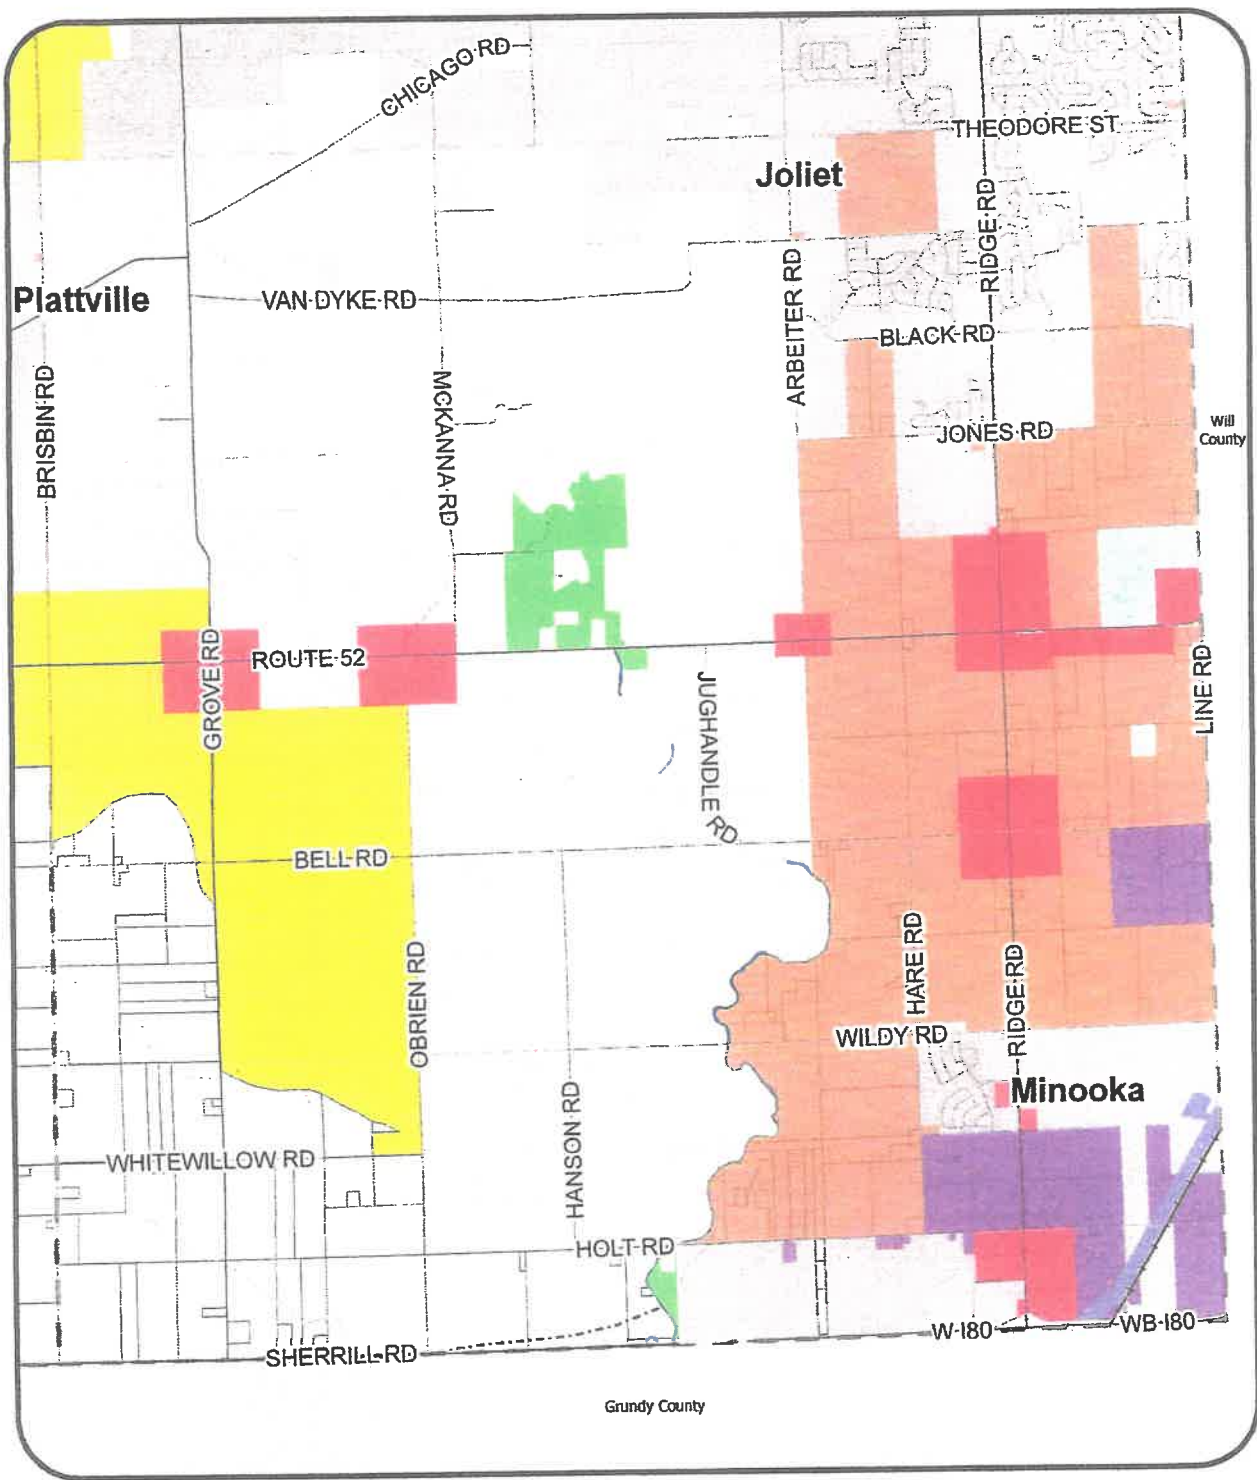 CHICAGO RD
THEODORE ST
Joliet
RIDGE RD
Plattville
VAN DYKE RD
ARBEITER RD
BLACK RD
BRISBIN RD
MCKANNA RD
JONES RD
Will
County
GROVE RD
ROUTE 52
JUGHANDLE RD
LINE RD
BELL RD
OBRIEN RD
HARE RD
RIDGE RD
WILDY RD
Minooka
HANSON RD
WHITEWILLOW RD
HOLT RD
W I80
WB I80
SHERRILL RD
Grundy County